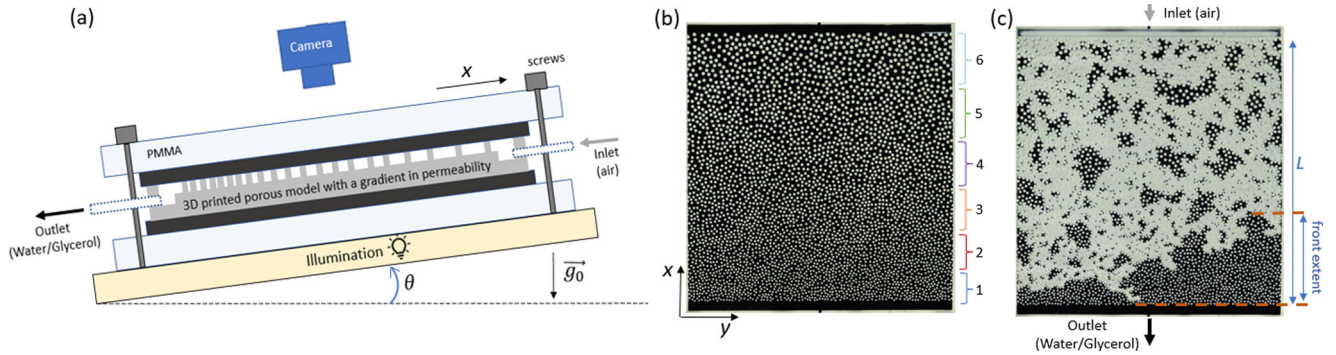 (a)
Camera
x
screws
PMMA
Inlet
(air)
3D printed porous model with a gradient in permeability
Outlet
(Water/Glycerol)
Illumination
θ
g₀
(b)
6
5
4
3
2
1
x
y
(c)
Inlet (air)
L
front extent
Outlet
(Water/Glycerol)